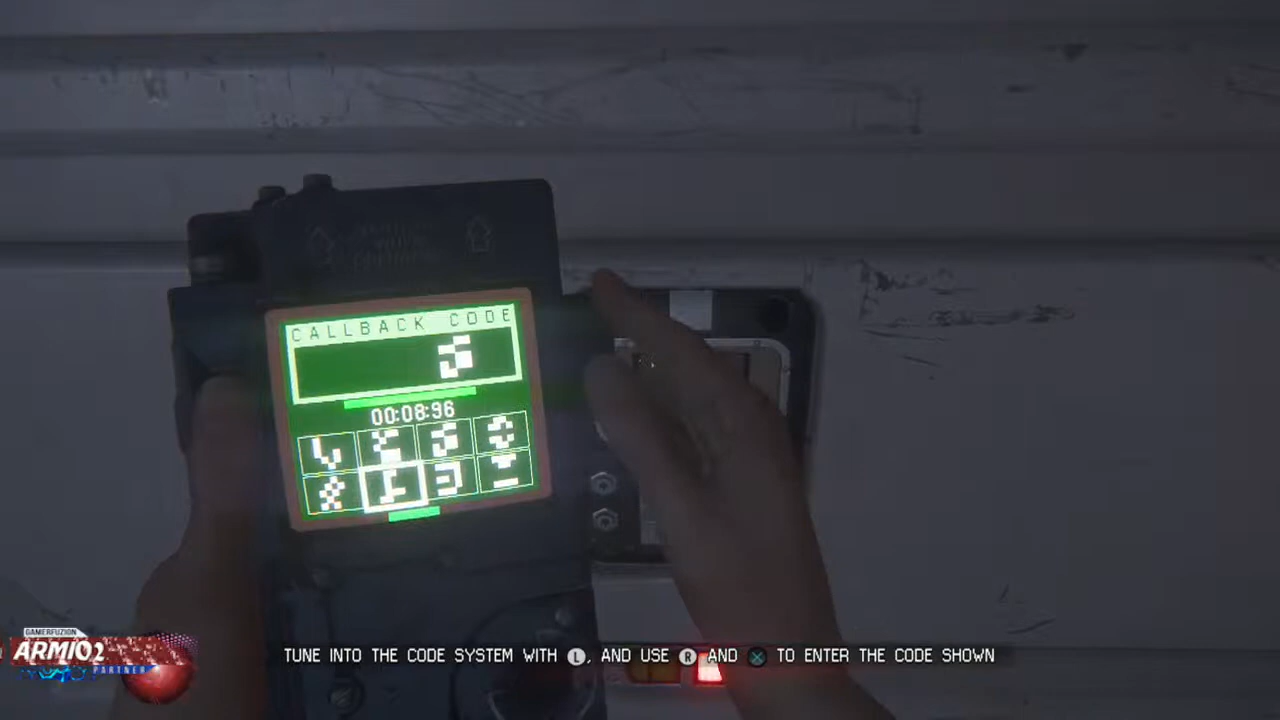 CALLBACK CODE
00:08:96
GAMERFUZION
ARMIO2
PARTNER
TUNE INTO THE CODE SYSTEM WITH L, AND USE R AND X TO ENTER THE CODE SHOWN